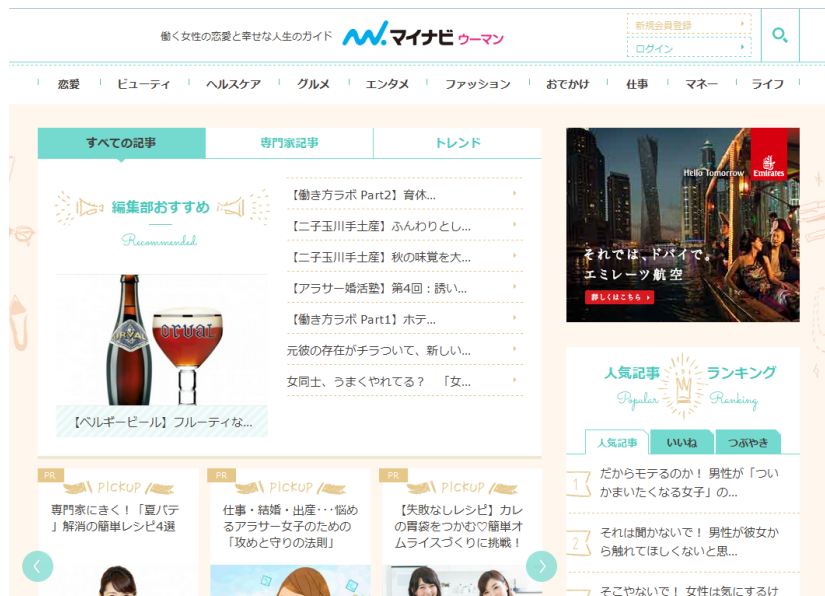 働く女性の恋愛と幸せな人生のガイド
マイナビウーマン
新規会員登録
ログイン
恋愛 ビューティ ヘルスケア グルメ エンタメ ファッション おでかけ 仕事 マネー ライフ
すべての記事 専門家記事 トレンド
編集部おすすめ
Recommended
【働き方ラボ Part2】育休...
【二子玉川手土産】ふんわりとし...
【二子玉川手土産】秋の味覚を大...
【アラサー婚活塾】第4回：誘い...
【働き方ラボ Part1】ホテ...
元彼の存在がチラついて、新しい...
女同士、うまくやれてる？　「女...
ORVAL
orval
【ベルギービール】フルーティな...
Hello Tomorrow
Emirates
それでは、ドバイで。
エミレーツ航空
詳しくはこちら
人気記事 ランキング
Popular Ranking
人気記事 いいね つぶやき
1
だからモテるのか！ 男性が「つい
かまいたくなる女子」の...
2
それは聞かないで！ 男性が彼女か
ら触れてほしくないと思...
そこやないで！ 女性は気にするけ
PR
PICKUP
専門家にきく！「夏バテ
」解消の簡単レシピ4選
PR
PICKUP
仕事・結婚・出産･･･悩め
るアラサー女子のための
「攻めと守りの法則」
PR
PICKUP
【失敗なしレシピ】カレ
の胃袋をつかむ♡簡単オ
ムライスづくりに挑戦！